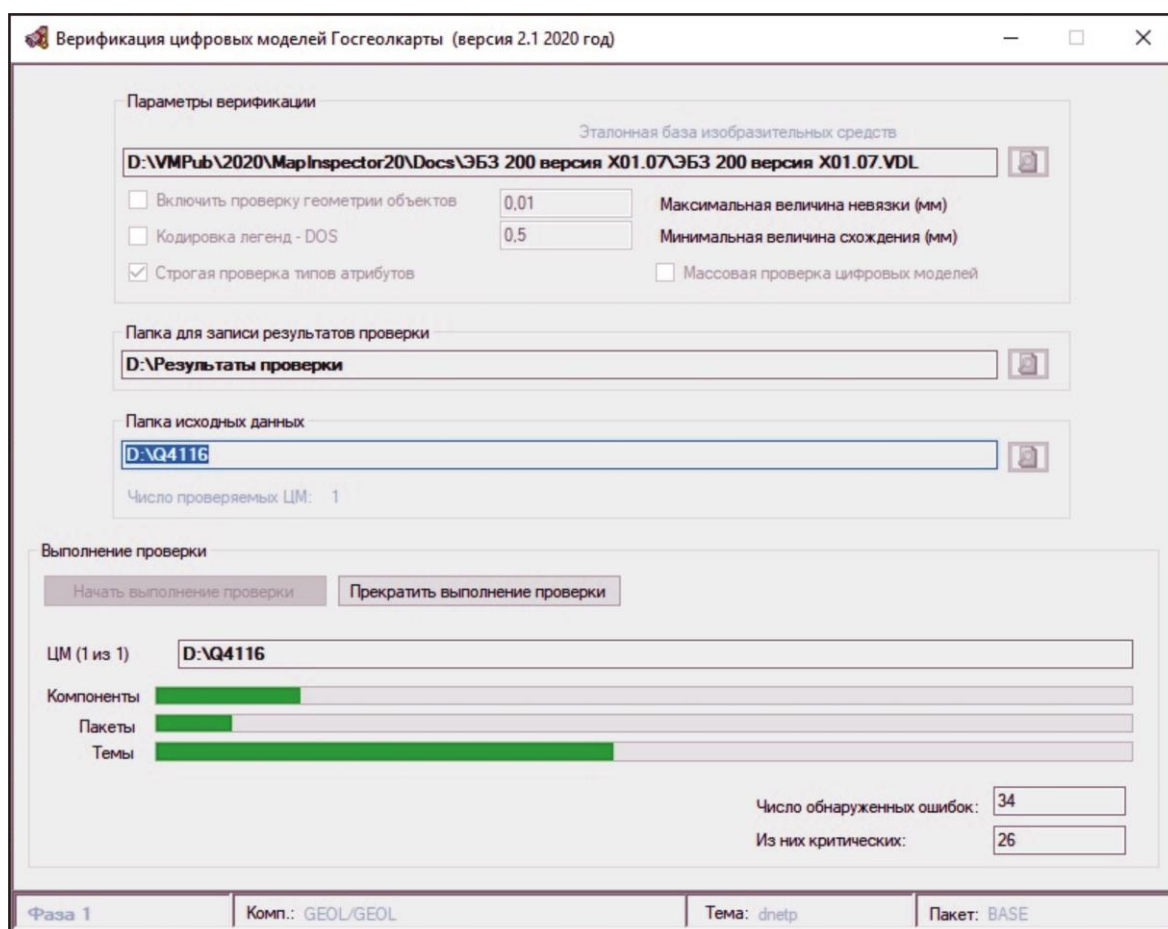 Верификация цифровых моделей Госгеолкарты (версия 2.1 2020 год)
Параметры верификации
Эталонная база изобразительных средств
D:\VMPub\2020\MapInspector20\Docs\ЭБЗ 200 версия X01.07\ЭБЗ 200 версия X01.07.VDL
Включить проверку геометрии объектов 0,01 Максимальная величина невязки (мм)
Кодировка легенд - DOS 0,5 Минимальная величина схождения (мм)
Строгая проверка типов атрибутов Массовая проверка цифровых моделей
Папка для записи результатов проверки
D:\Результаты проверки
Папка исходных данных
D:\Q4116
Число проверяемых ЦМ: 1
Выполнение проверки
Начать выполнение проверки Прекратить выполнение проверки
ЦМ (1 из 1) D:\Q4116
Компоненты
Пакеты
Темы
Число обнаруженных ошибок: 34
Из них критических: 26
Фаза 1 Комп.: GEOL/GEOL Тема: dnetp Пакет: BASE